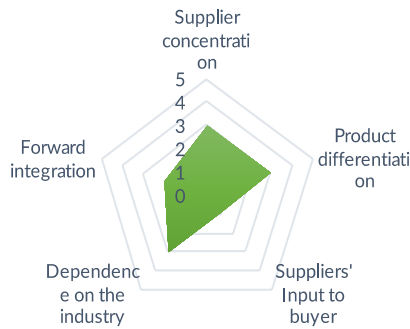 Supplier
concentrati
on
5
4
3
2
1
0
Product
differentiati
on
Suppliers'
Input to
buyer
Dependenc
e on the
industry
Forward
integration